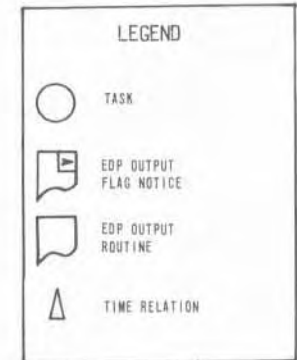 LEGEND
TASK
EDP OUTPUT
FLAG NOTICE
EDP OUTPUT
ROUTINE
TIME RELATION